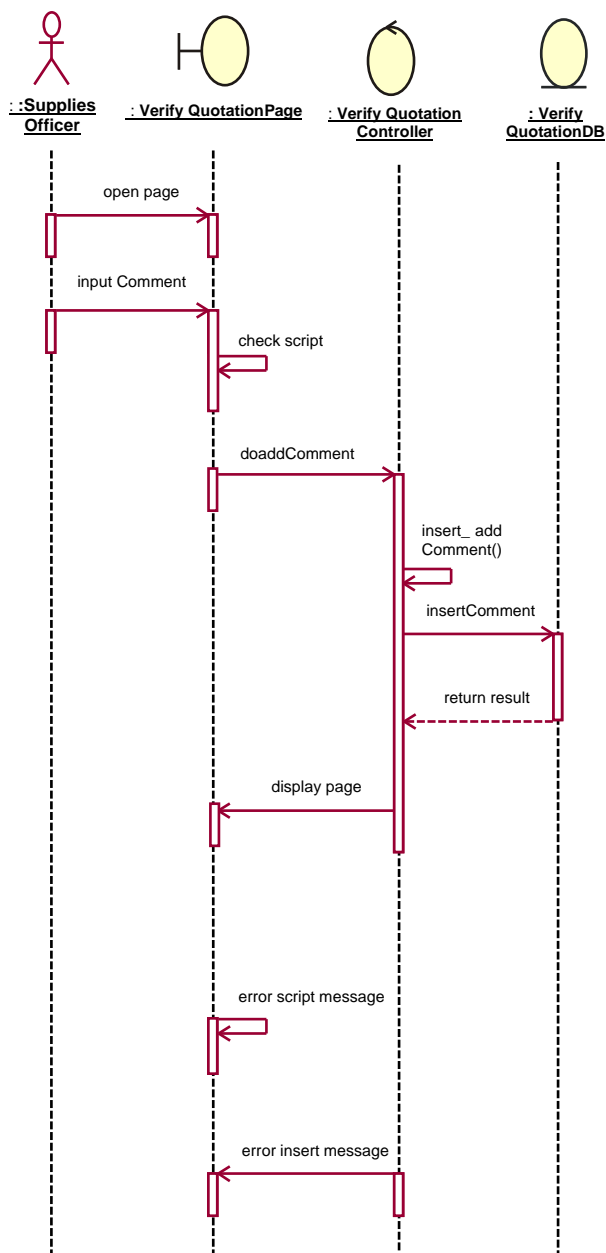 : :Supplies
Officer
: Verify QuotationPage
: Verify Quotation
Controller
: Verify
QuotationDB
open page
input Comment
check script
doaddComment
insert_ add
Comment()
insertComment
return result
display page
error script message
error insert message